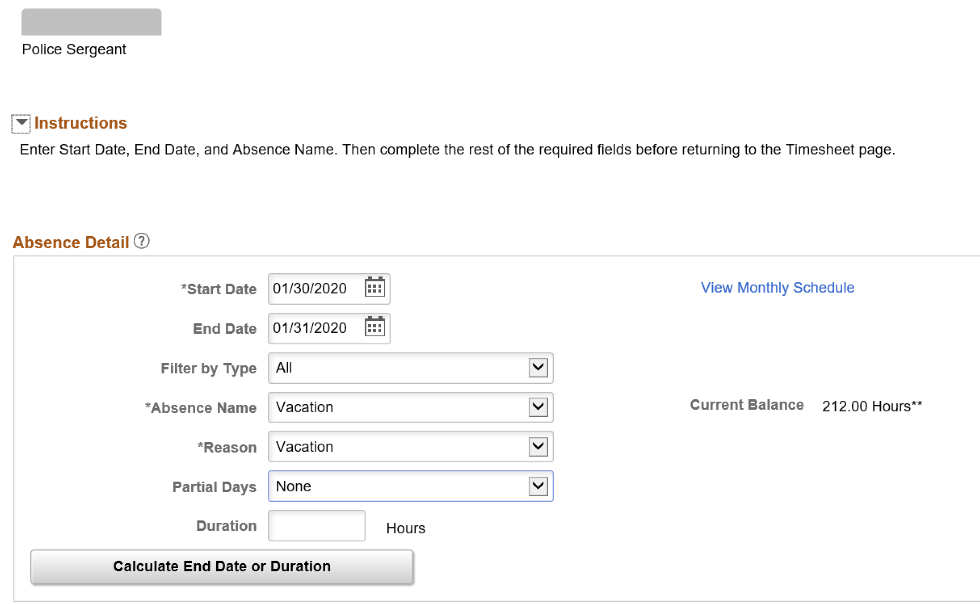 Police Sergeant
Instructions
Enter Start Date, End Date, and Absence Name. Then complete the rest of the required fields before returning to the Timesheet page.
Absence Detail ?
*Start Date 01/30/2020 View Monthly Schedule
End Date 01/31/2020
Filter by Type All
*Absence Name Vacation Current Balance 212.00 Hours**
*Reason Vacation
Partial Days None
Duration Hours
Calculate End Date or Duration